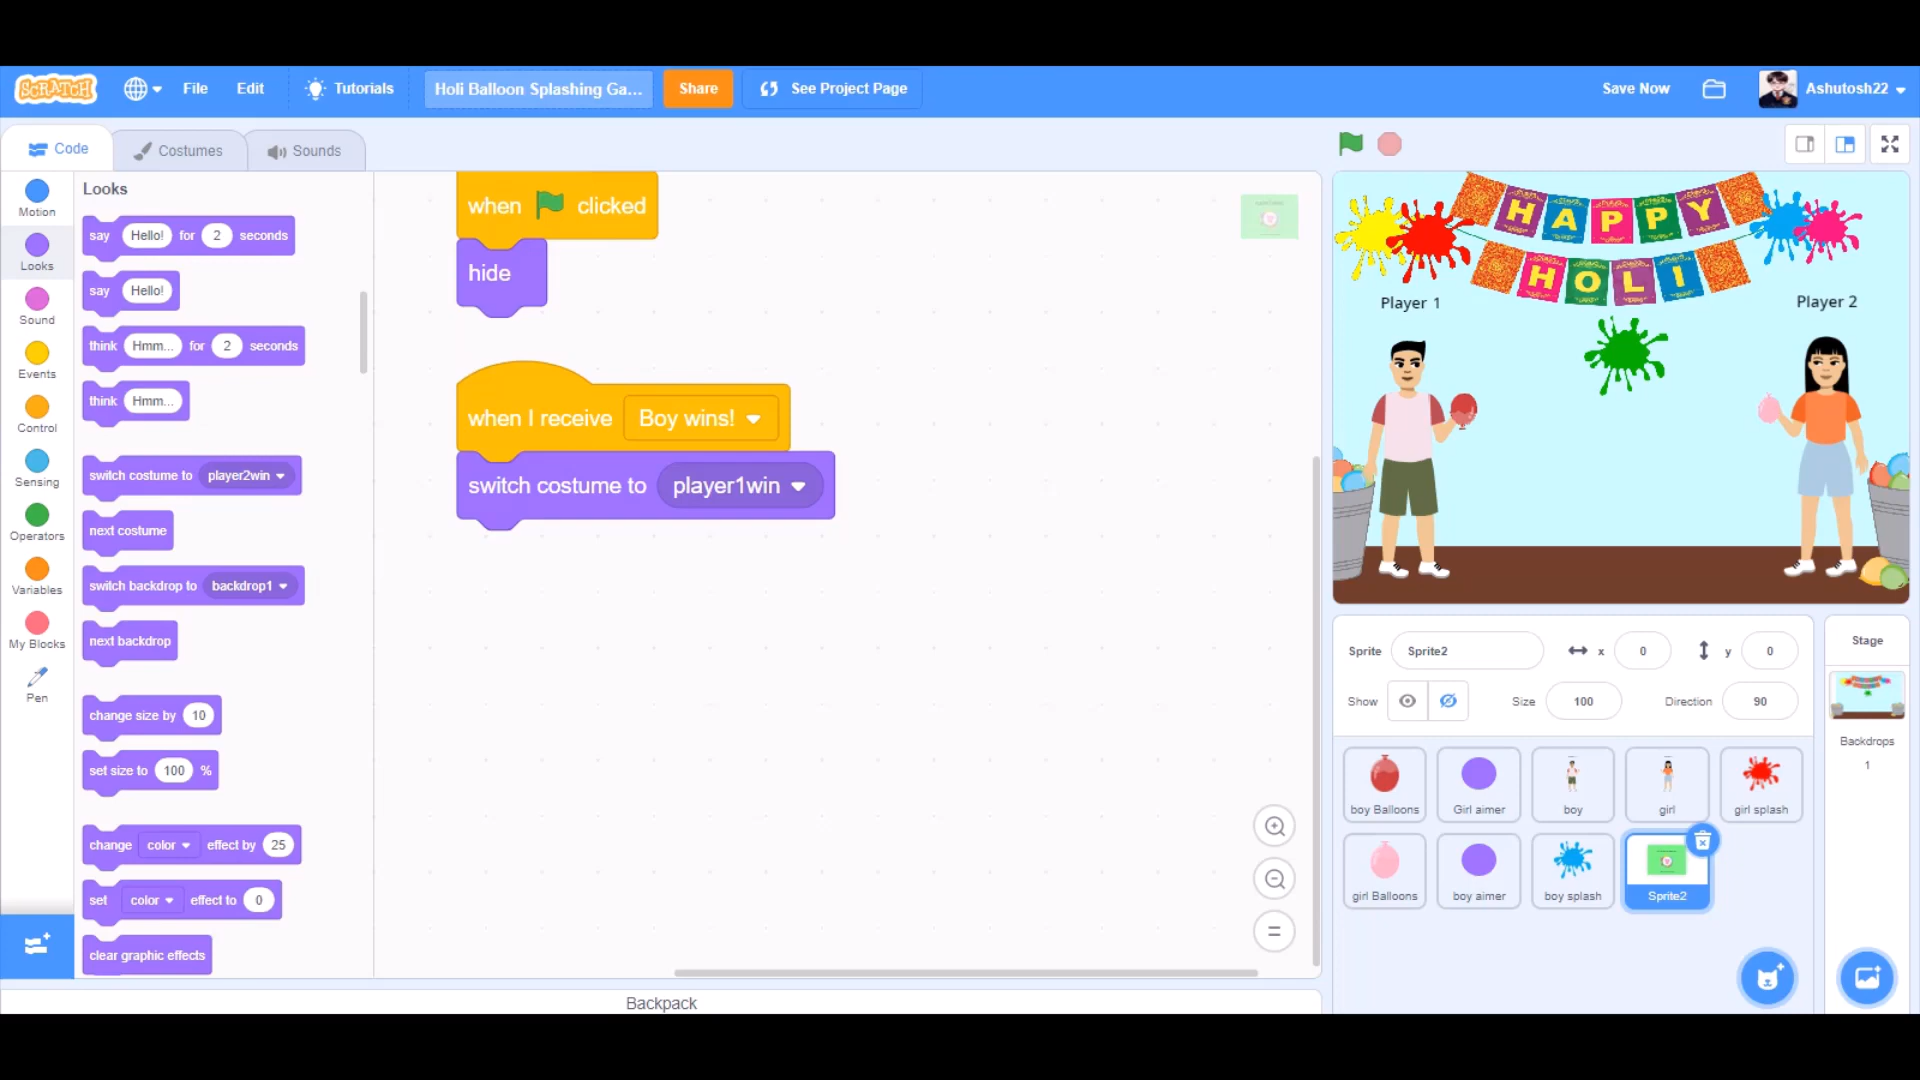 SCRATCH
File
Edit
Tutorials
Holi Balloon Splashing Ga...
Share
See Project Page
Save Now
Ashutosh22
Code
Costumes
Sounds
Motion
Looks
Sound
Events
Control
Sensing
Operators
Variables
My Blocks
Pen
Looks
say Hello! for 2 seconds
say Hello!
think Hmm... for 2 seconds
think Hmm...
switch costume to player2win
next costume
switch backdrop to backdrop1
next backdrop
change size by 10
set size to 100 %
change color effect by 25
set color effect to 0
clear graphic effects
when clicked
hide
when I receive Boy wins!
switch costume to player1win
Backpack
HAPPY
HOLI
Player 1
Player 2
Sprite Sprite2 x 0 y 0
Show Size 100 Direction 90
boy Balloons
Girl aimer
boy
girl
girl splash
girl Balloons
boy aimer
boy splash
Sprite2
Stage
Backdrops
1